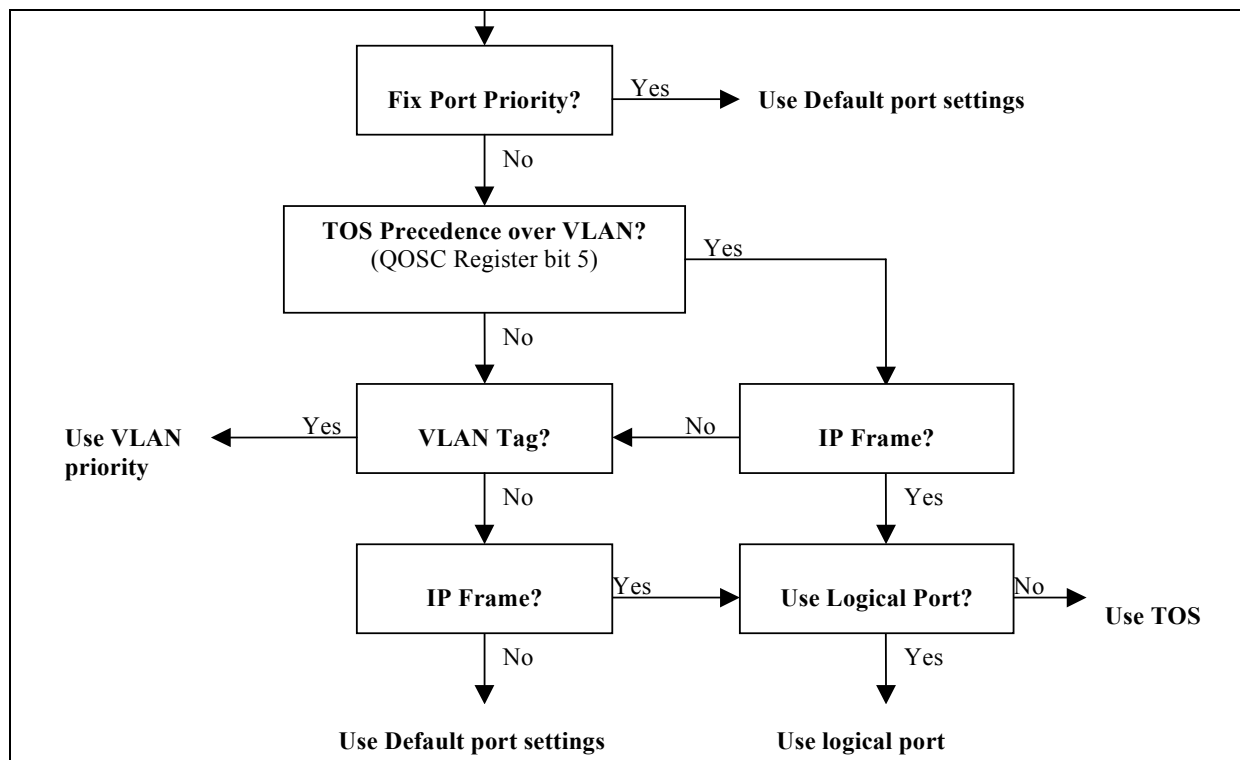 Fix Port Priority?
Yes
Use Default port settings
No
TOS Precedence over VLAN?
(QOSC Register bit 5)
Yes
No
Use VLAN
priority
Yes
VLAN Tag?
No
IP Frame?
No
Yes
IP Frame?
Yes
Use Logical Port?
No
Use TOS
No
Yes
Use Default port settings
Use logical port